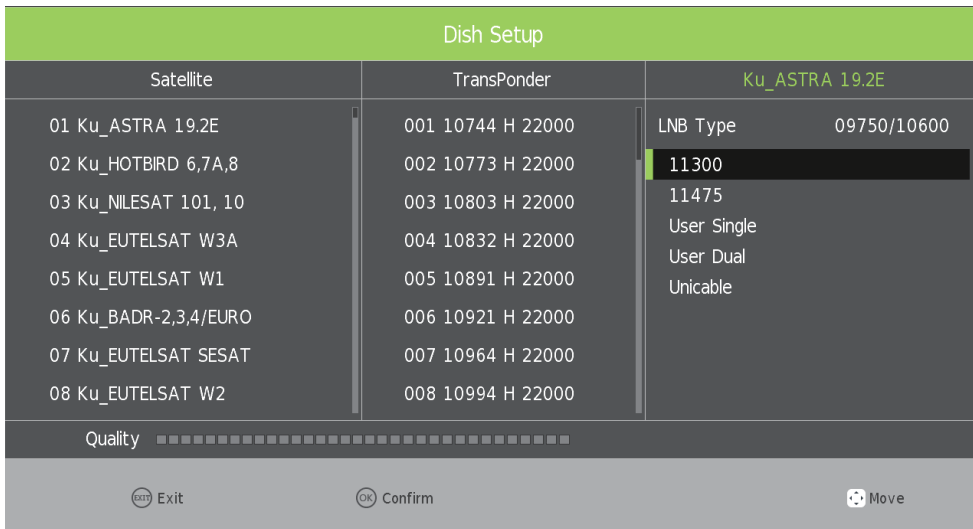 Dish Setup
Satellite
TransPonder
Ku_ASTRA 19.2E
01 Ku_ASTRA 19.2E
02 Ku_HOTBIRD 6,7A,8
03 Ku_NILESAT 101, 10
04 Ku_EUTELSAT W3A
05 Ku_EUTELSAT W1
06 Ku_BADR-2,3,4/EURO
07 Ku_EUTELSAT SESAT
08 Ku_EUTELSAT W2
001 10744 H 22000
002 10773 H 22000
003 10803 H 22000
004 10832 H 22000
005 10891 H 22000
006 10921 H 22000
007 10964 H 22000
008 10994 H 22000
LNB Type 09750/10600
11300
11475
User Single
User Dual
Unicable
Quality
EXIT Exit
OK Confirm
Move